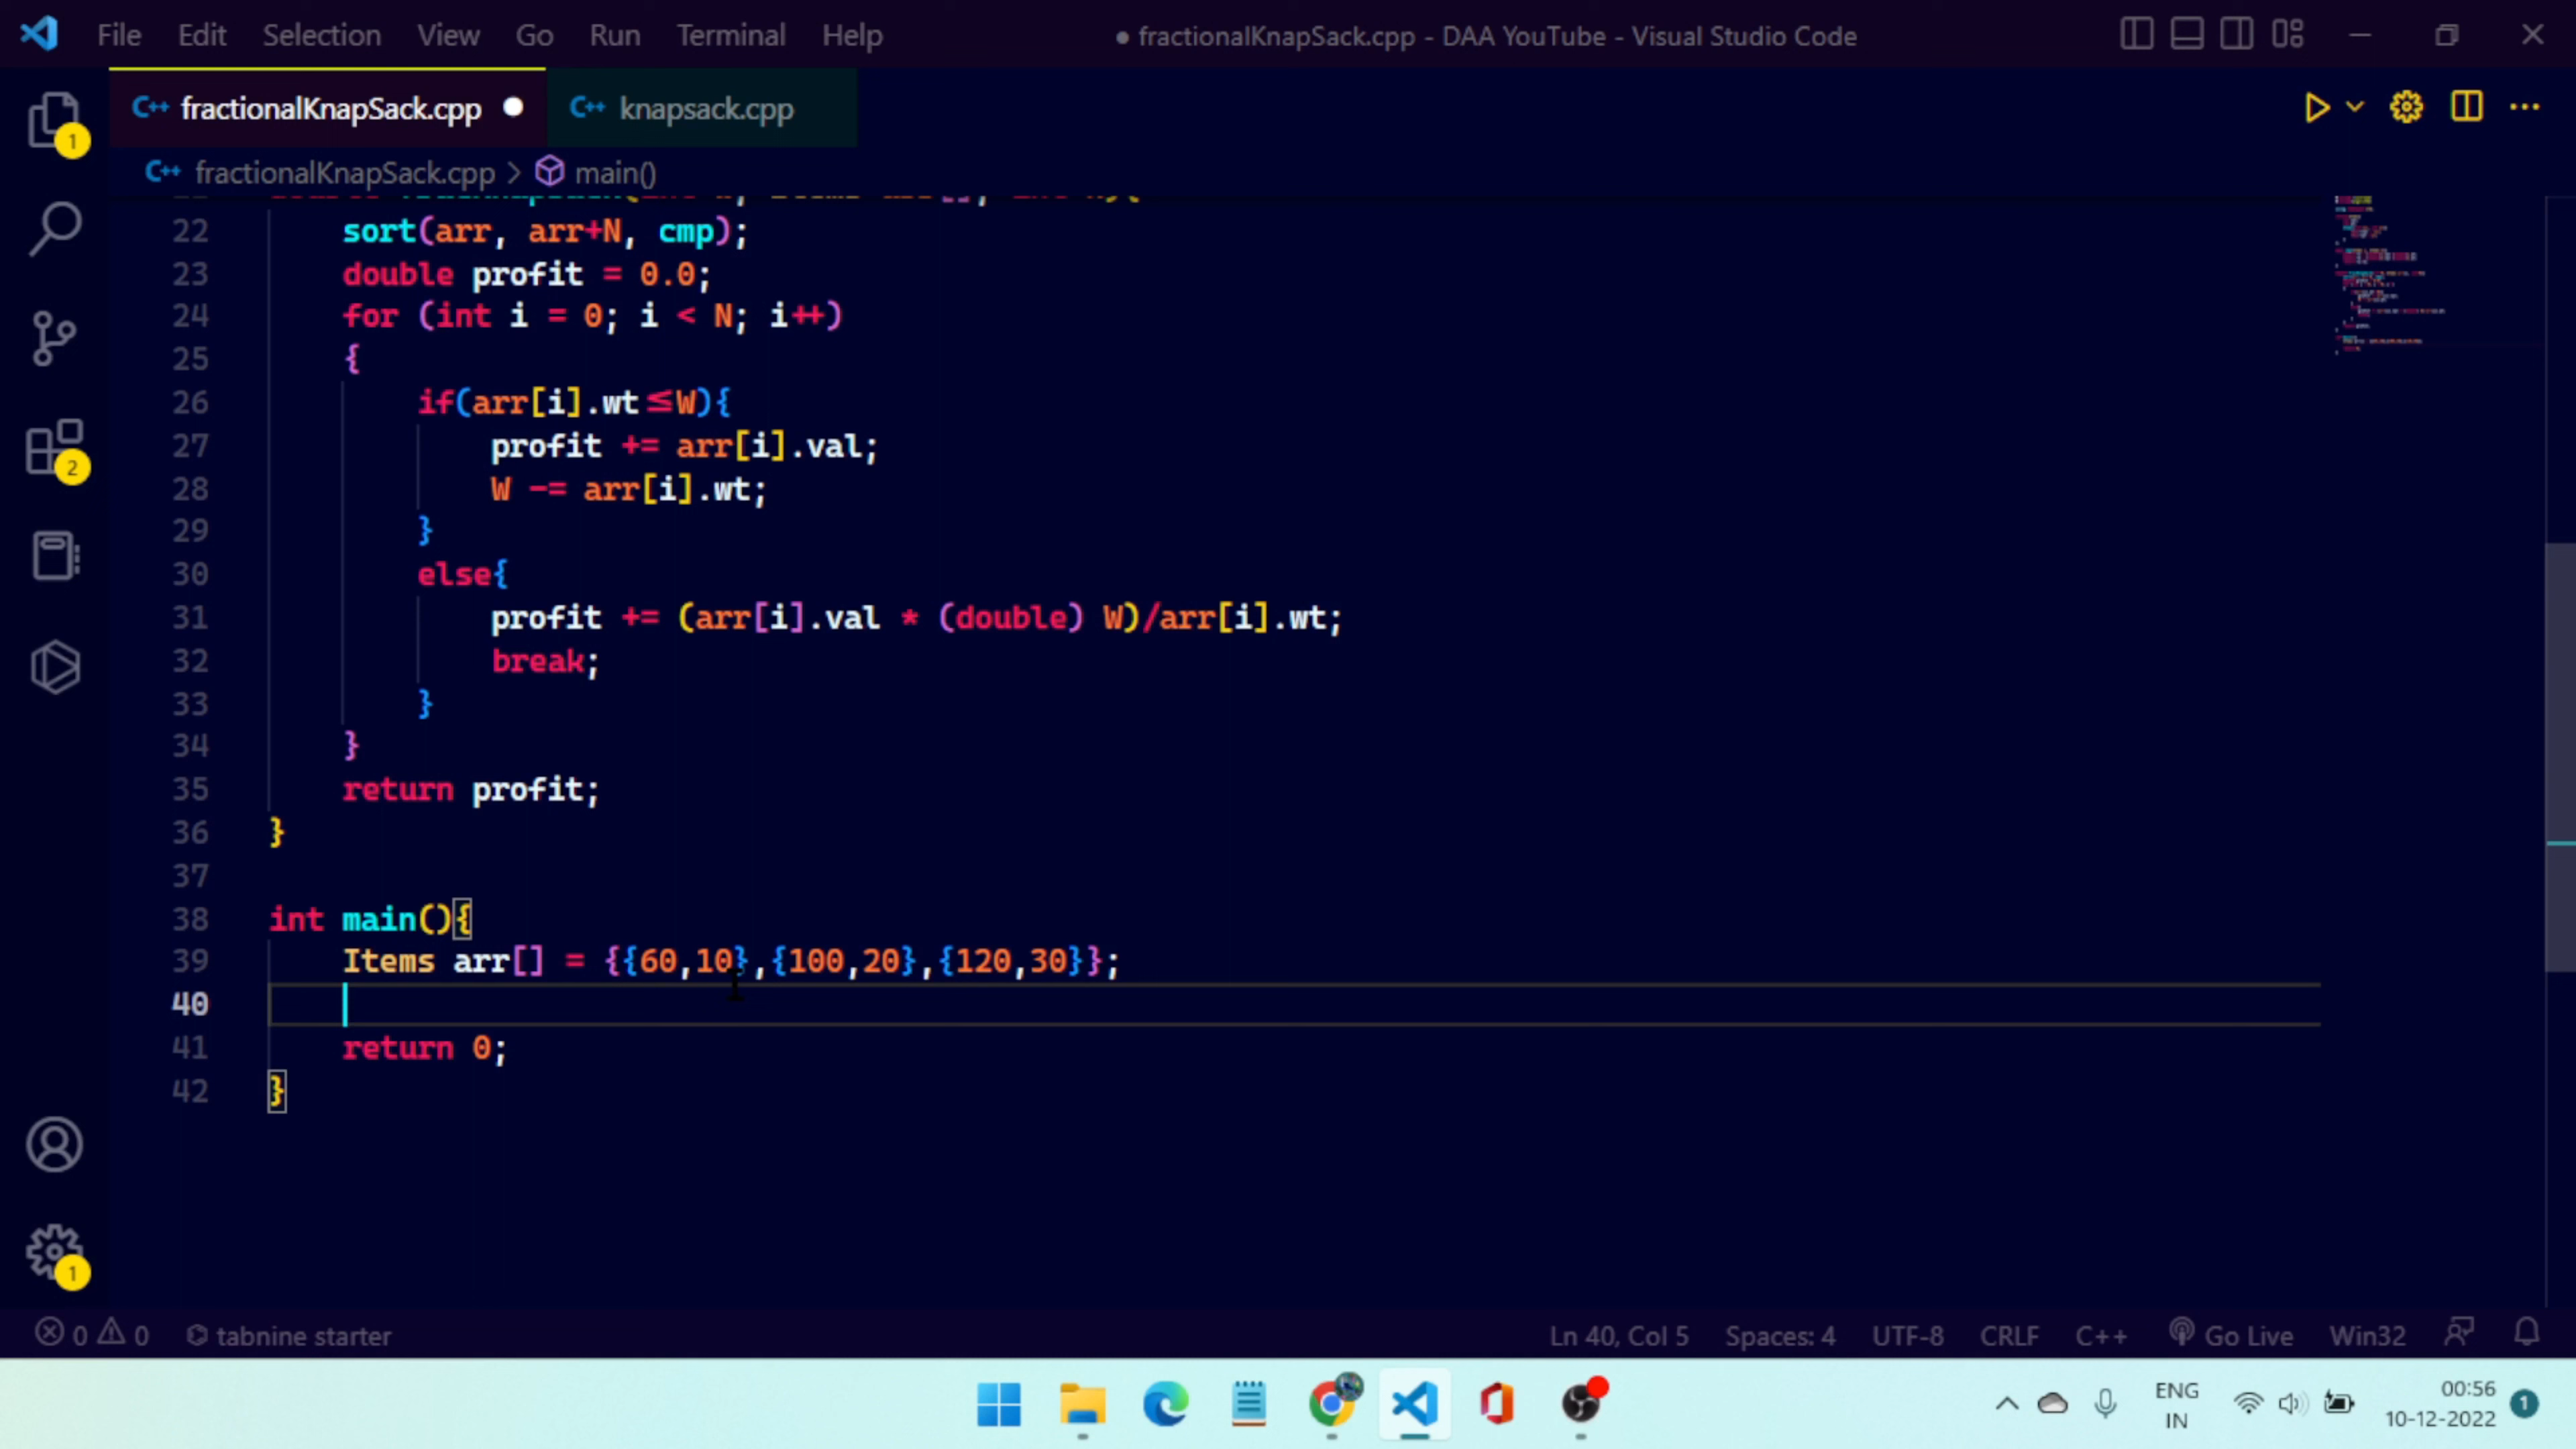 File Edit Selection View Go Run Terminal Help ● fractionalKnapSack.cpp - DAA YouTube - Visual Studio Code
C++ fractionalKnapSack.cpp ● C++ knapsack.cpp
1
C++ fractionalKnapSack.cpp > main()
22 sort(arr, arr+N, cmp);
23 double profit = 0.0;
24 for (int i = 0; i < N; i++)
25 {
26 if(arr[i].wt≤W){
27 profit += arr[i].val;
2
28 W -= arr[i].wt;
29 }
30 else{
31 profit += (arr[i].val * (double) W)/arr[i].wt;
32 break;
33 }
34 }
35 return profit;
36 }
37
38 int main(){
39 Items arr[] = {{60,10},{100,20},{120,30}};
40
41 return 0;
42 }
1
0 0 tabnine starter Ln 40, Col 5 Spaces: 4 UTF-8 CRLF C++ Go Live Win32
ENG
IN
00:56
10-12-2022
1